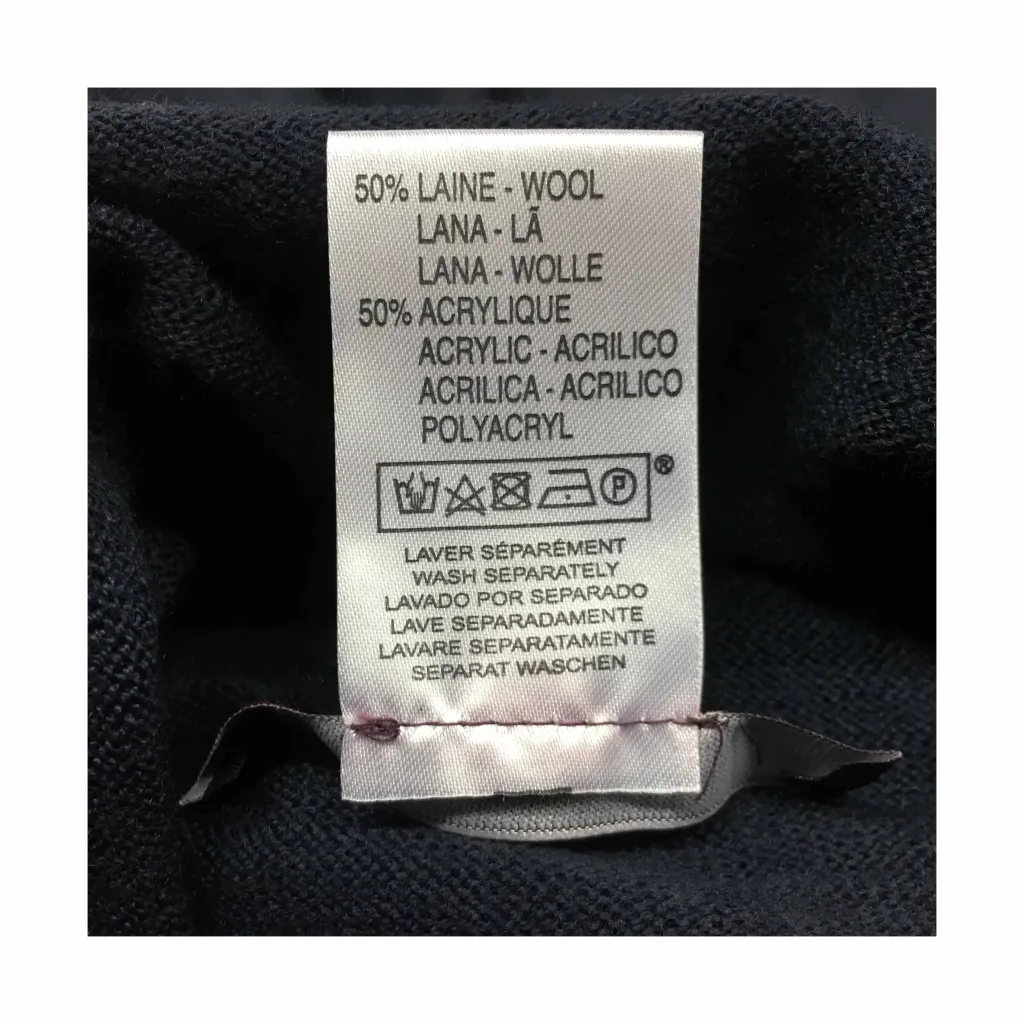 50% LAINE - WOOL
LANA - LÃ
LANA - WOLLE
50% ACRYLIQUE
ACRYLIC - ACRILICO
ACRILICA - ACRILICO
POLYACRYL
®
P
LAVER SÉPARÉMENT
WASH SEPARATELY
LAVADO POR SEPARADO
LAVE SEPARADAMENTE
LAVARE SEPARATAMENTE
SEPARAT WASCHEN